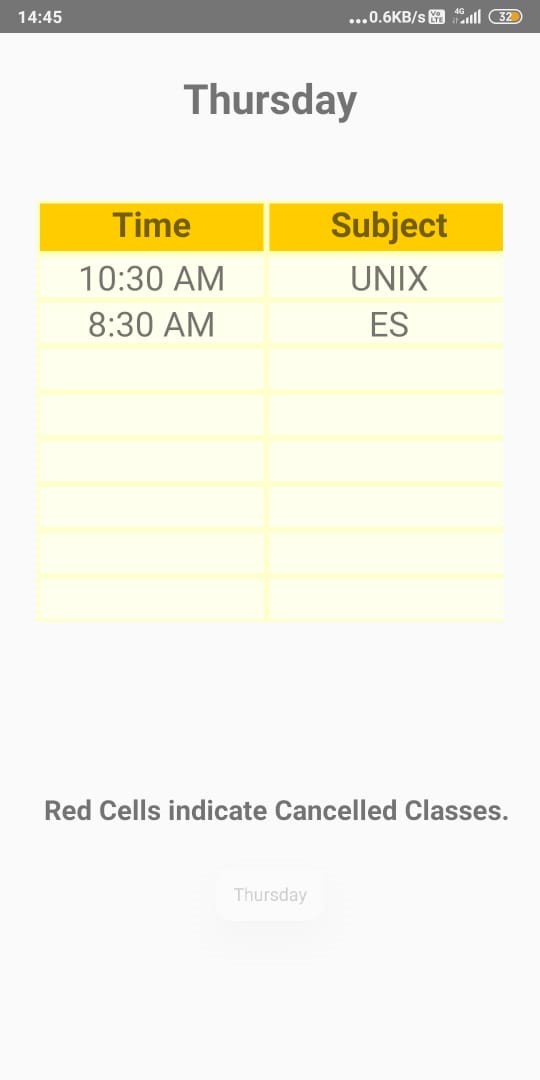 14:45 ...0.6KB/s Vo LTE 4G 32
Thursday
Time Subject
10:30 AM UNIX
8:30 AM ES
Red Cells indicate Cancelled Classes.
Thursday